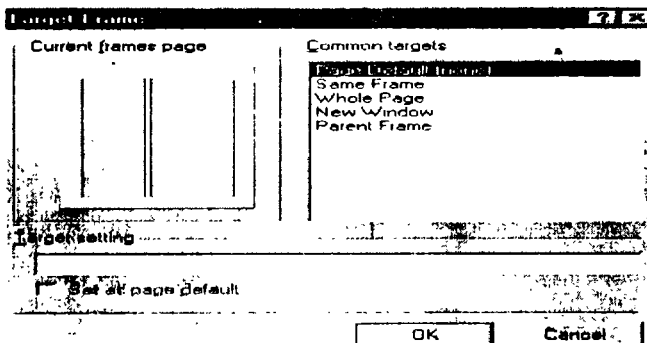 Target Frame
Current frames page
Common targets
Page Default (none)
Same Frame
Whole Page
New Window
Parent Frame
Target setting
Set as page default
OK
Cancel